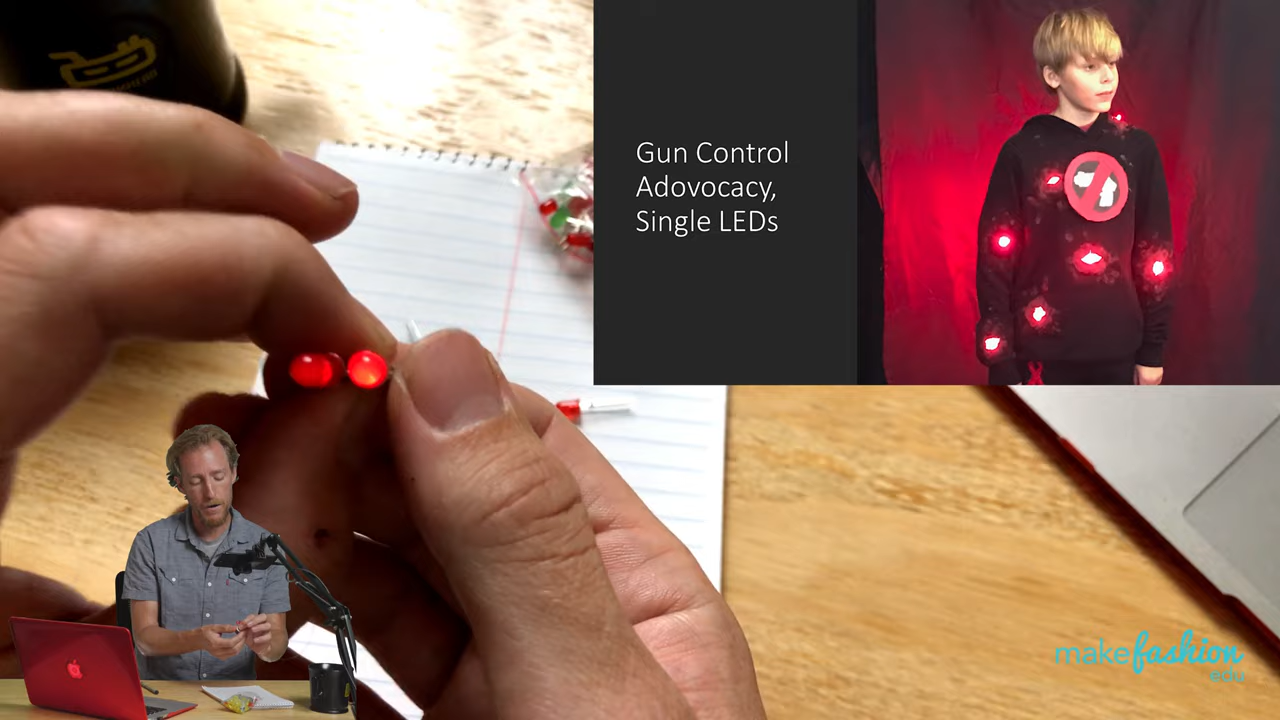 Gun Control
Adovocacy,
Single LEDs
makefashion
edu